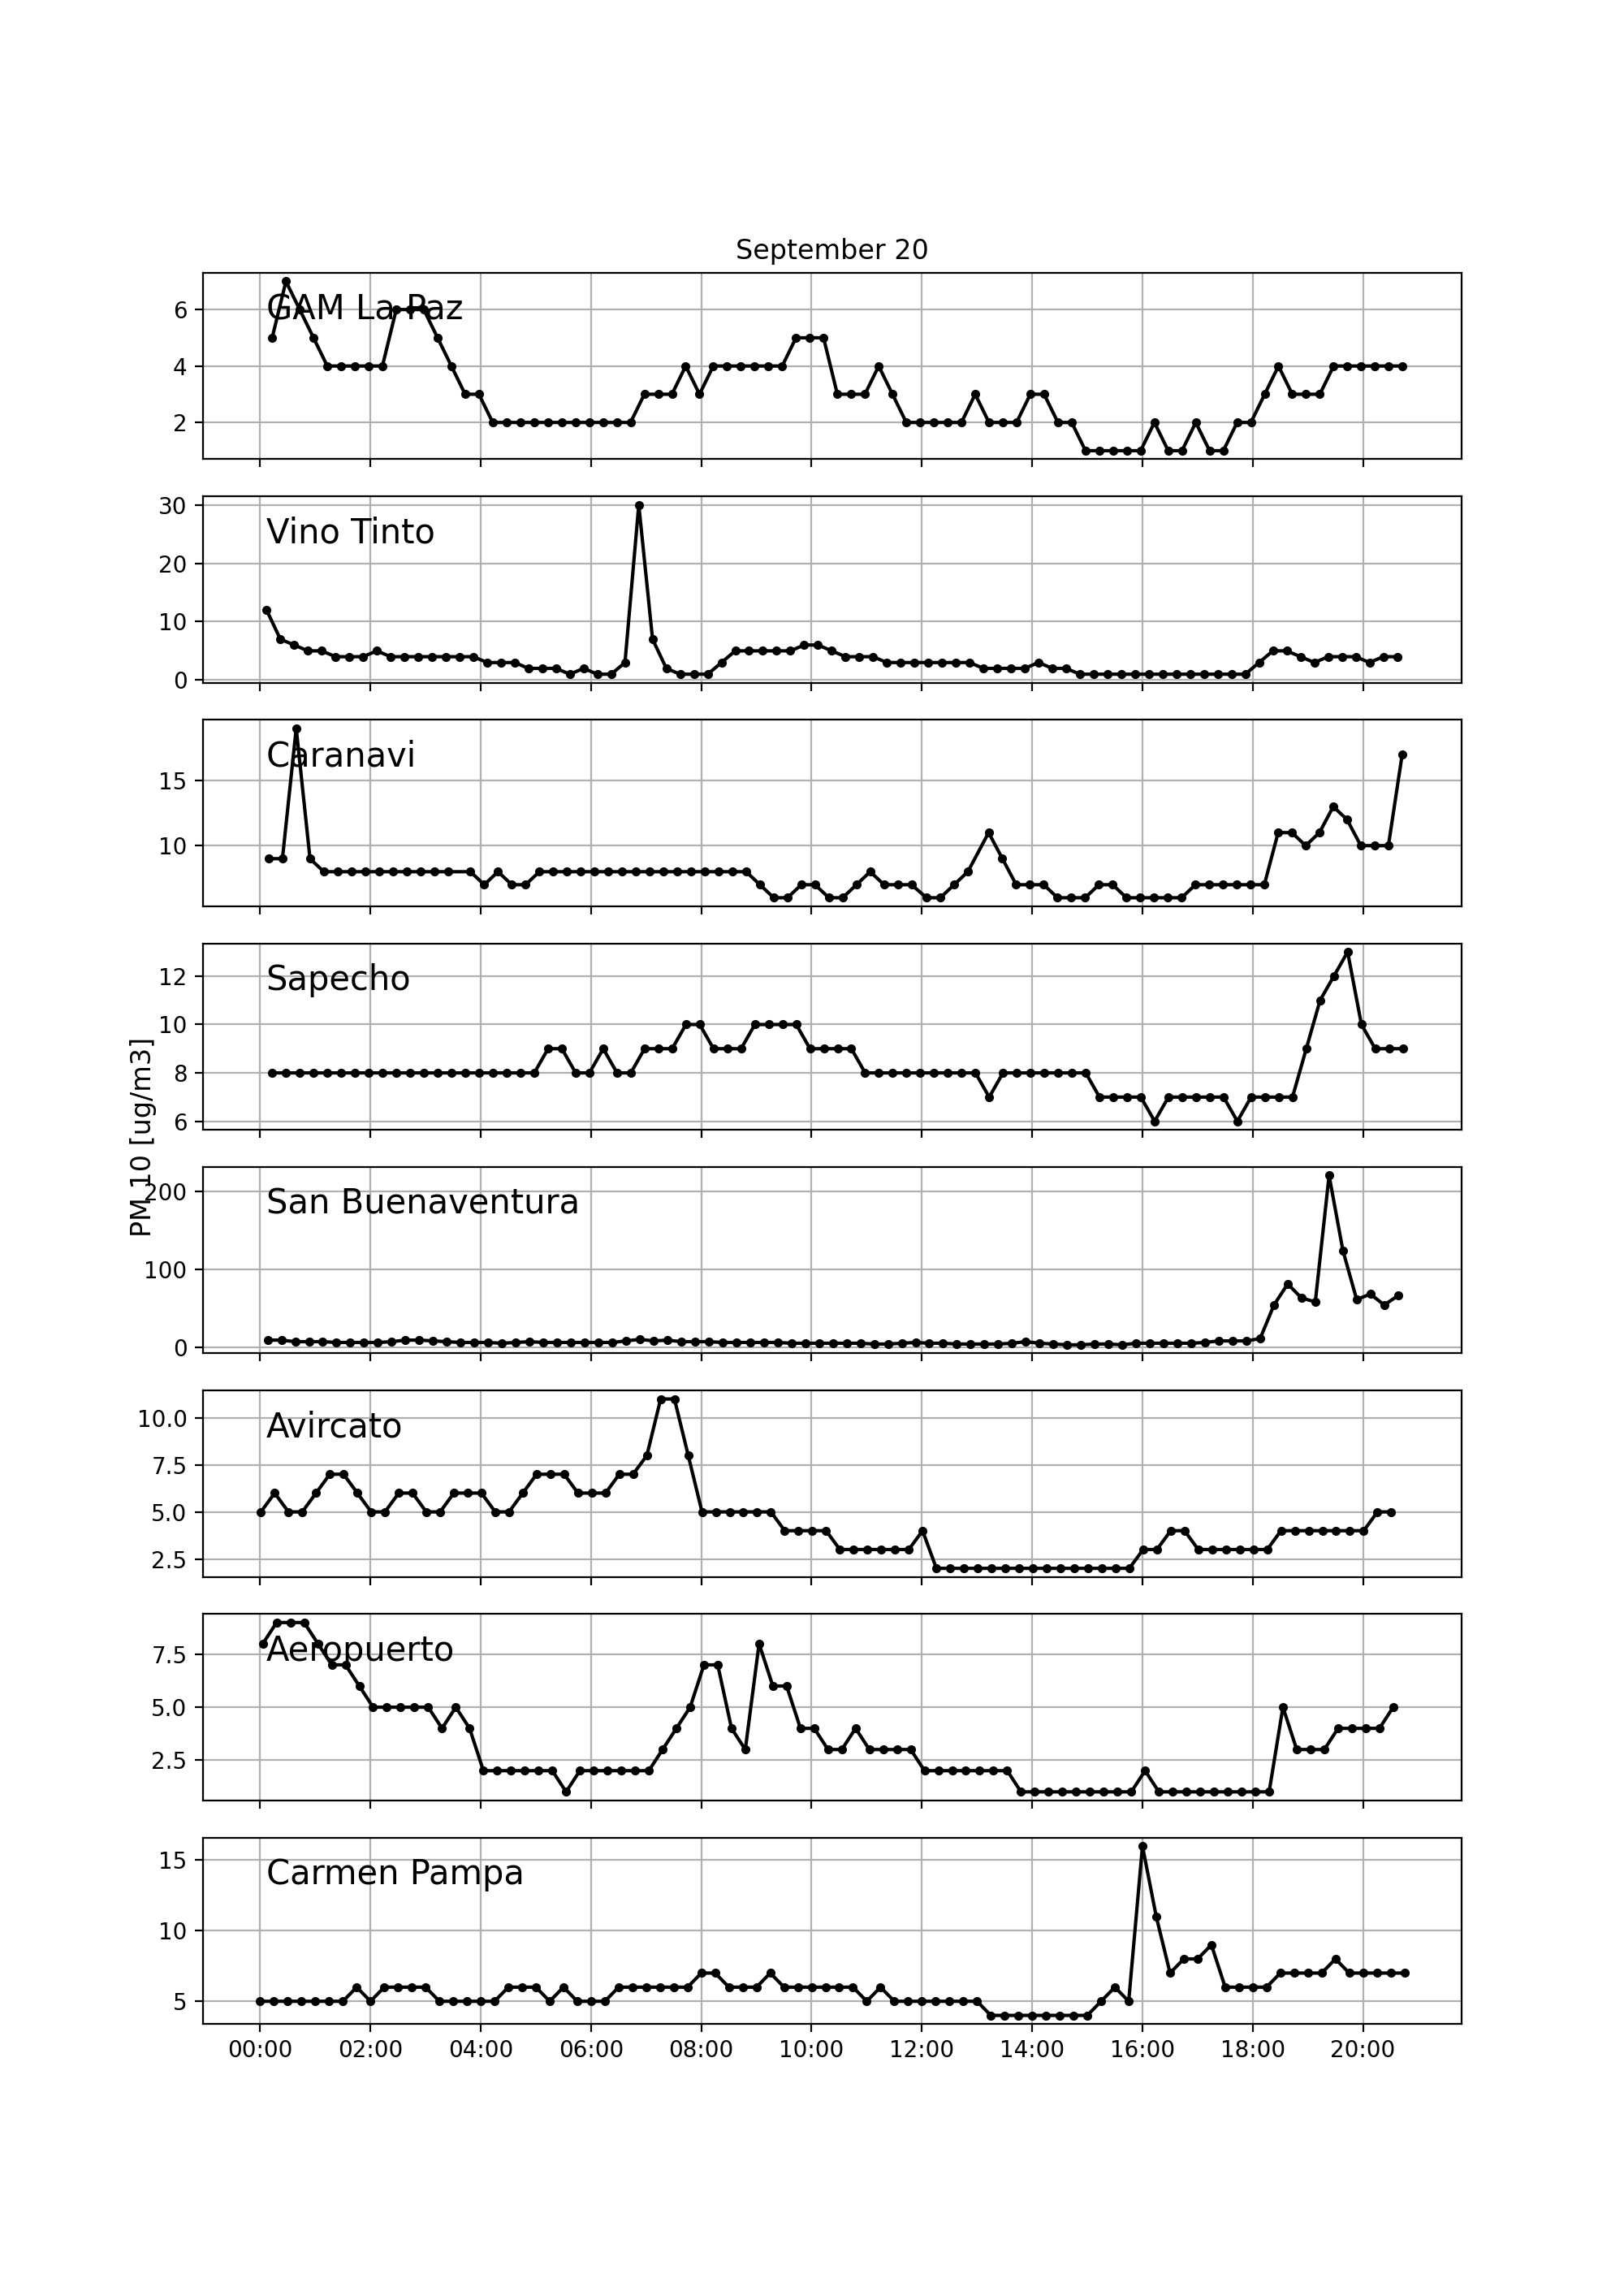 September 20
GAM La Paz
6
4
2
Vino Tinto
30
20
10
0
Caranavi
15
10
Sapecho
12
10
8
6
PM 10 [ug/m3]
San Buenaventura
200
100
0
Avircato
10.0
7.5
5.0
2.5
Aeropuerto
7.5
5.0
2.5
Carmen Pampa
15
10
5
00:00 02:00 04:00 06:00 08:00 10:00 12:00 14:00 16:00 18:00 20:00